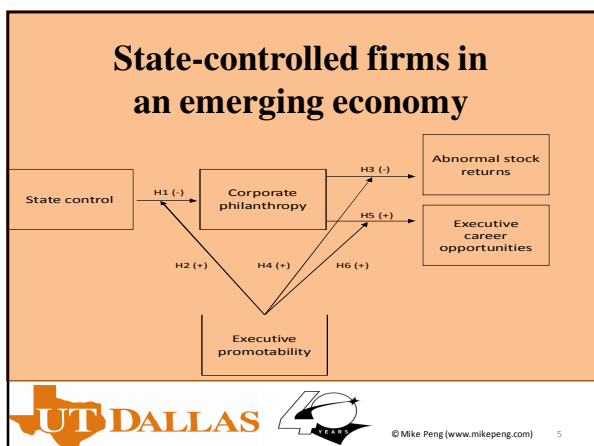 State-controlled firms in
an emerging economy
State control
H1 (-)
Corporate
philanthropy
H3 (-)
Abnormal stock
returns
H5 (+)
Executive
career
opportunities
H2 (+)
H4 (+)
H6 (+)
Executive
promotability
UT DALLAS
40
YEARS
© Mike Peng (www.mikepeng.com)
5